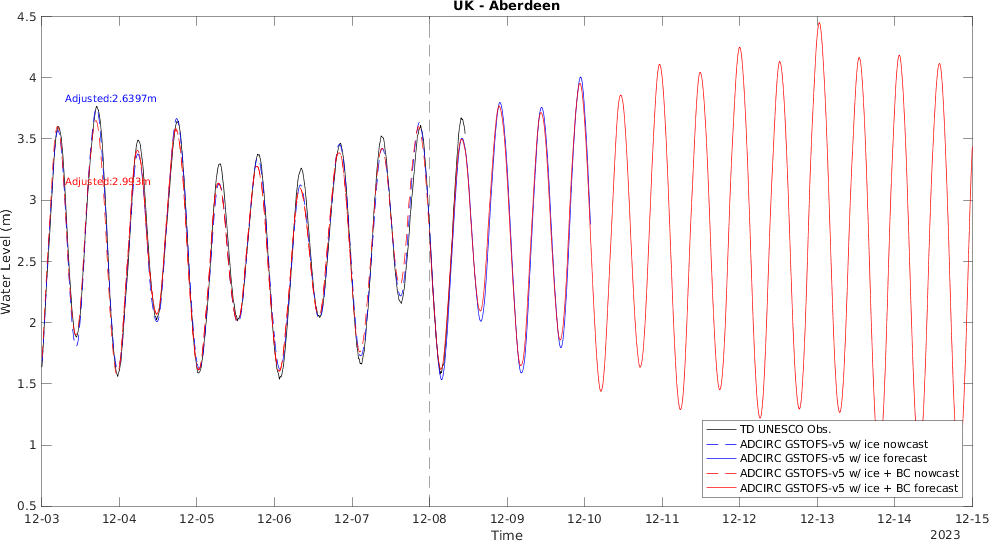 UK - Aberdeen
4.5
4
3.5
3
2.5
2
1.5
1
0.5
Water Level (m)
Adjusted:2.6397m
Adjusted:2.993m
TD UNESCO Obs.
ADCIRC GSTOFS-v5 w/ ice nowcast
ADCIRC GSTOFS-v5 w/ ice forecast
ADCIRC GSTOFS-v5 w/ ice + BC nowcast
ADCIRC GSTOFS-v5 w/ ice + BC forecast
12-03 12-04 12-05 12-06 12-07 12-08 12-09 12-10 12-11 12-12 12-13 12-14 12-15
Time
2023